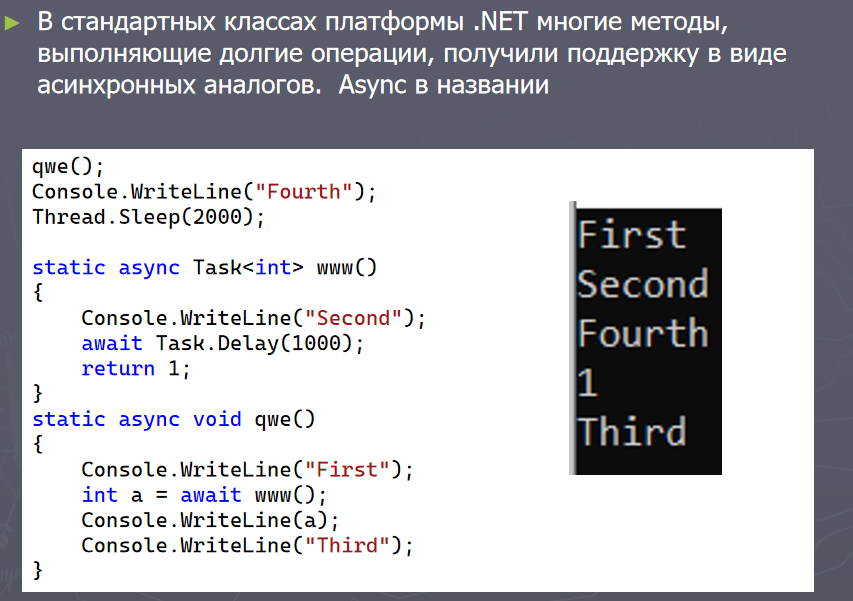 В стандартных классах платформы .NET многие методы,
выполняющие долгие операции, получили поддержку в виде
асинхронных аналогов.  Async в названии
qwe();
Console.WriteLine("Fourth");
Thread.Sleep(2000);
static async Task<int> www()
{
    Console.WriteLine("Second");
    await Task.Delay(1000);
    return 1;
}
static async void qwe()
{
    Console.WriteLine("First");
    int a = await www();
    Console.WriteLine(a);
    Console.WriteLine("Third");
}
First
Second
Fourth
1
Third